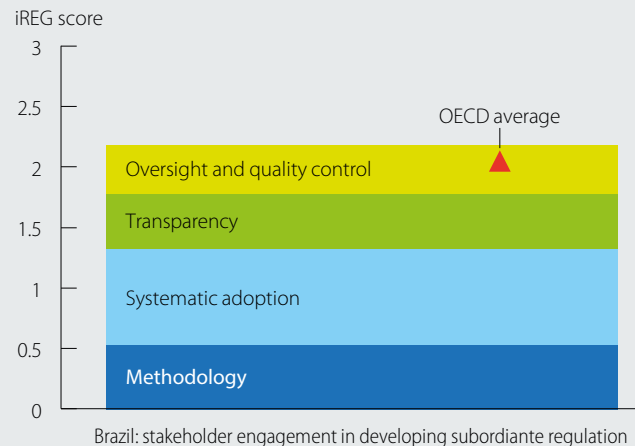 iREG score
3
2.5
OECD average
2
Oversight and quality control
Transparency
1.5
1
Systematic adoption
0.5
Methodology
0
Brazil: stakeholder engagement in developing subordiante regulation